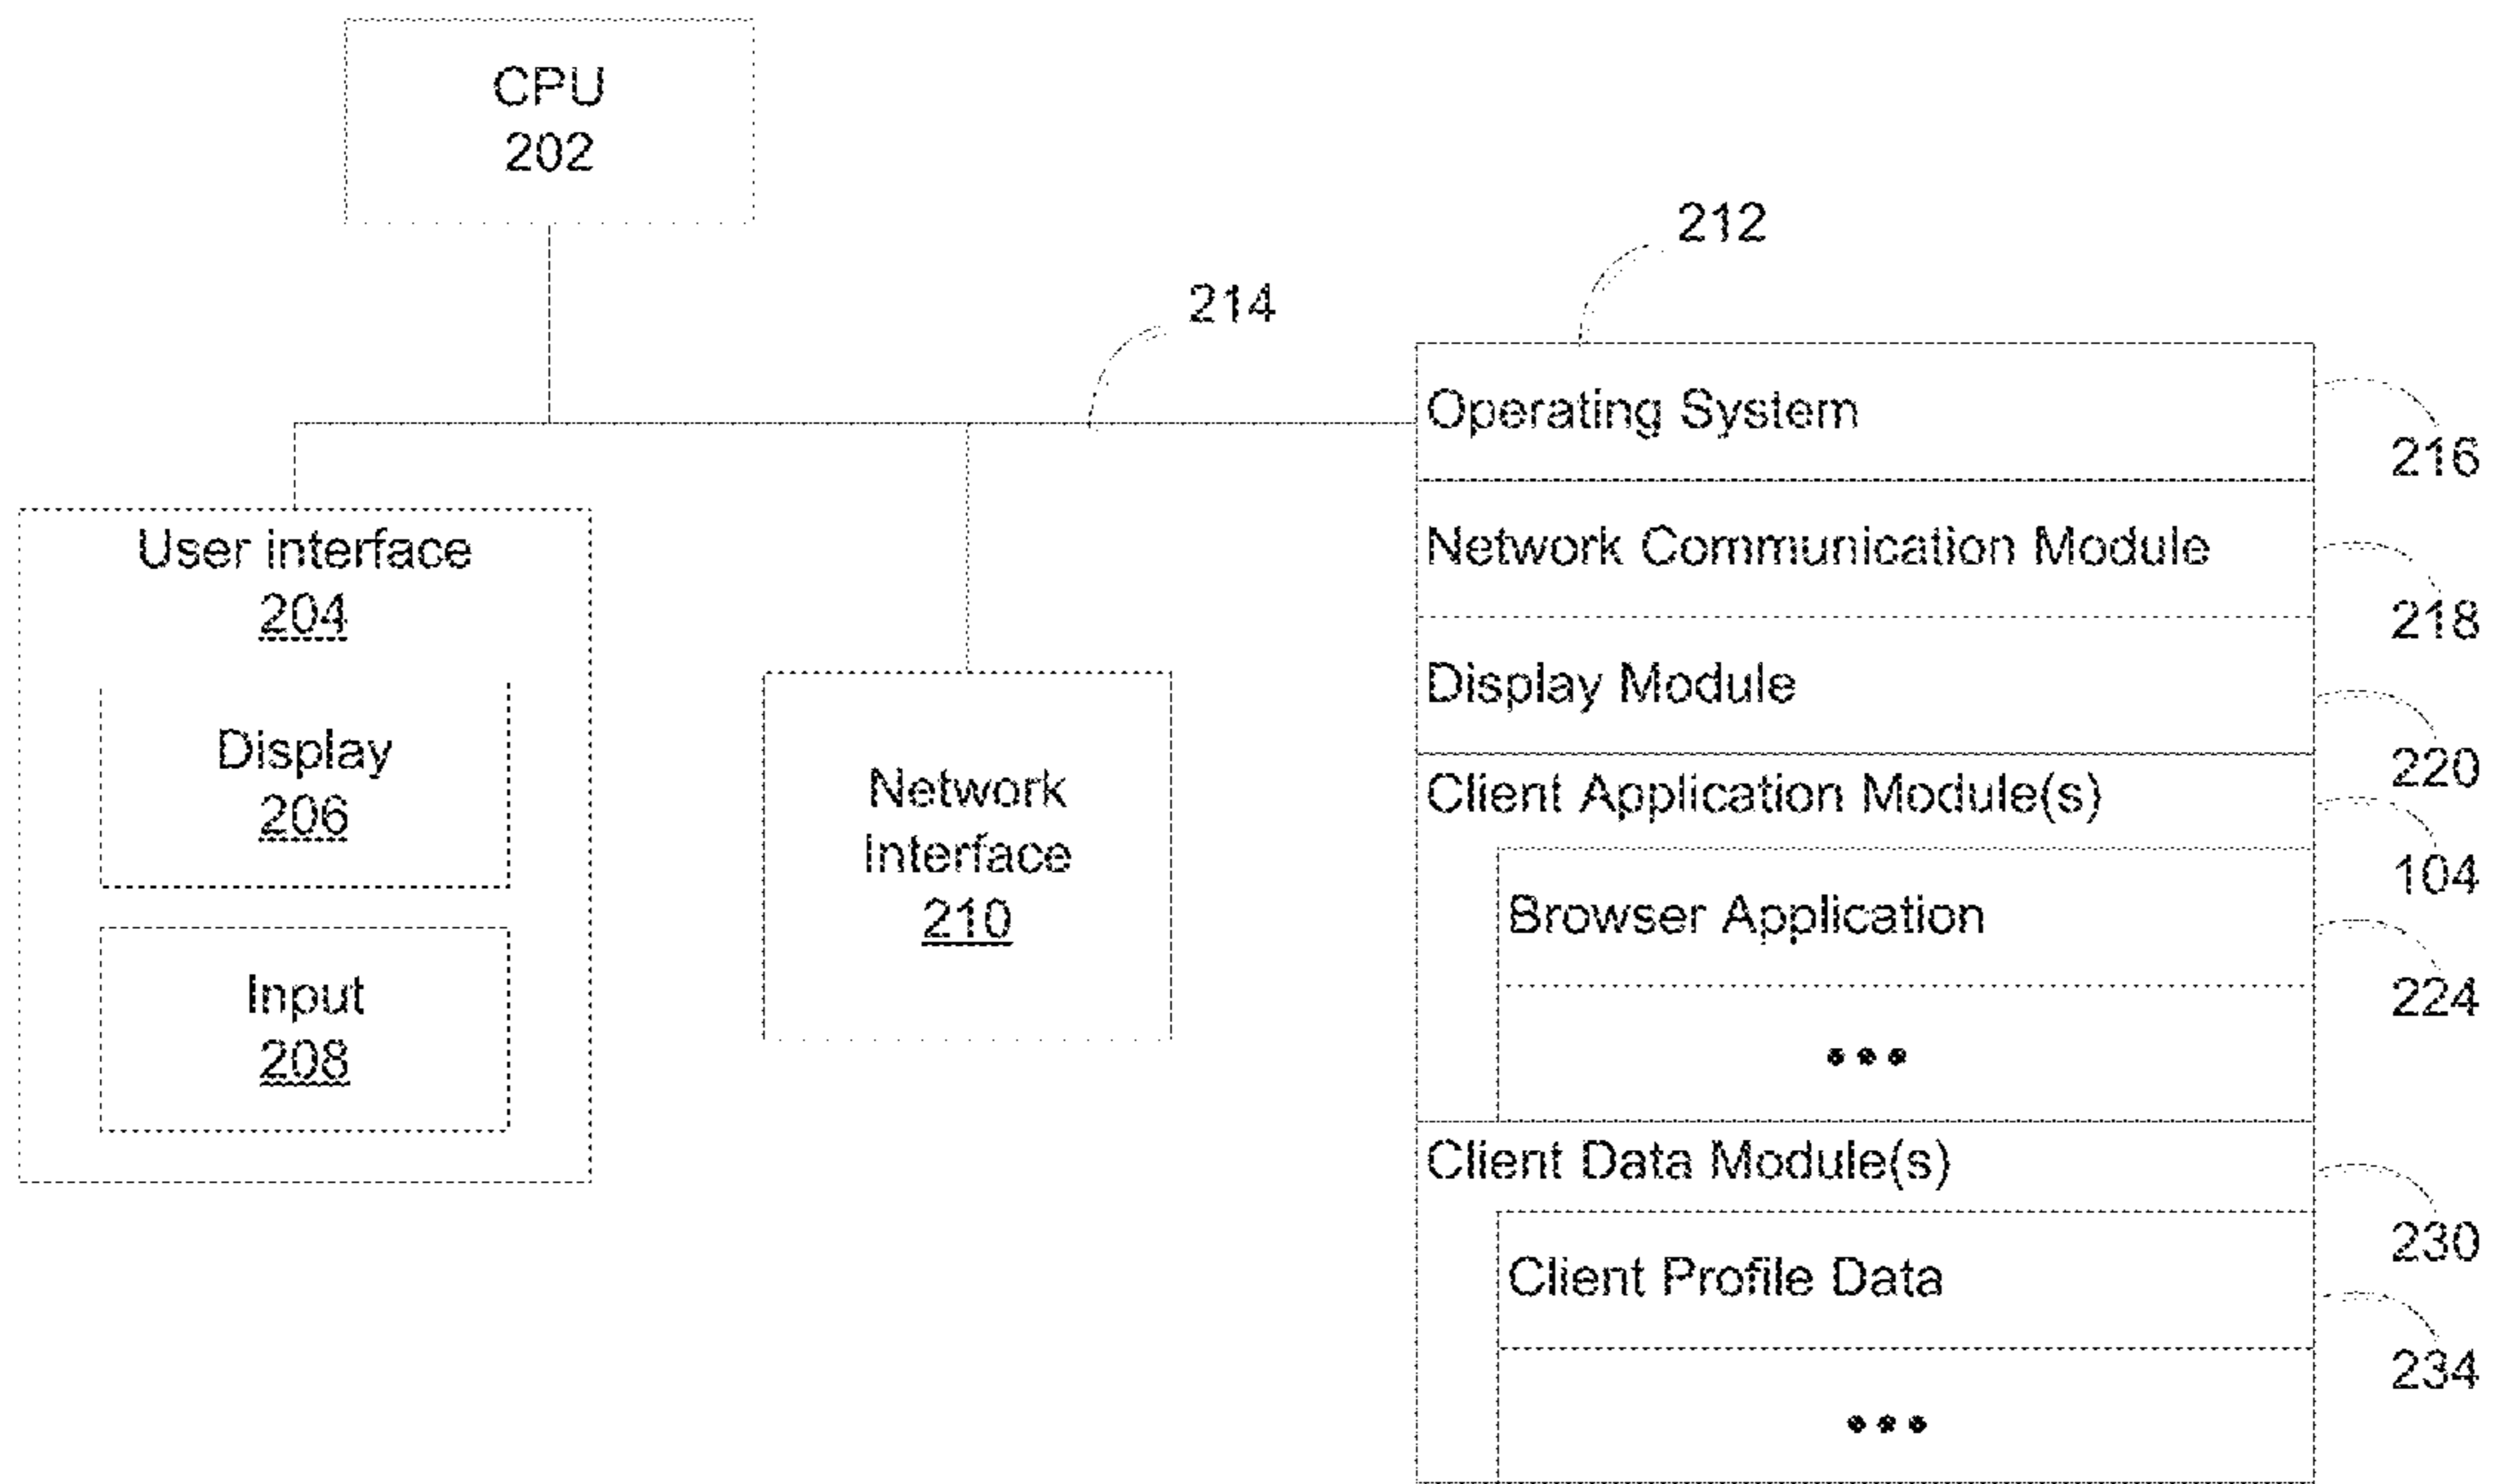 CPU
202
212
214
Operating System
216
Network Communication Module
218
Display Module
220
Client Application Module(s)
104
Browser Application
224
•••
Client Data Module(s)
230
Client Profile Data
234
•••
User interface
204
Display
206
Input
208
Network
Interface
210